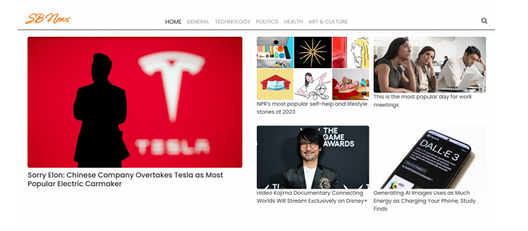 SB News
HOME GENERAL TECHNOLOGY POLITICS HEALTH ART & CULTURE
TESLA
Sorry Elon: Chinese Company Overtakes Tesla as Most
Popular Electric Carmaker
NPR's most popular self-help and lifestyle
stories of 2023
This is the most popular day for work
meetings
THE
GAME
AWARDS
Hideo Kojima Documentary Connecting
Worlds Will Stream Exclusively on Disney+
DALL·E 3
Generating AI Images Uses as Much
Energy as Charging Your Phone, Study
Finds